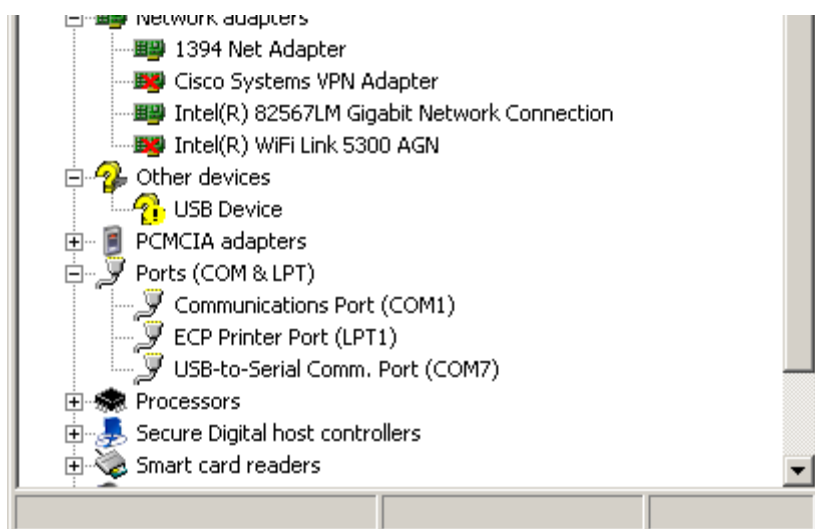 Network adapters
1394 Net Adapter
Cisco Systems VPN Adapter
Intel(R) 82567LM Gigabit Network Connection
Intel(R) WiFi Link 5300 AGN
Other devices
USB Device
PCMCIA adapters
Ports (COM & LPT)
Communications Port (COM1)
ECP Printer Port (LPT1)
USB-to-Serial Comm. Port (COM7)
Processors
Secure Digital host controllers
Smart card readers